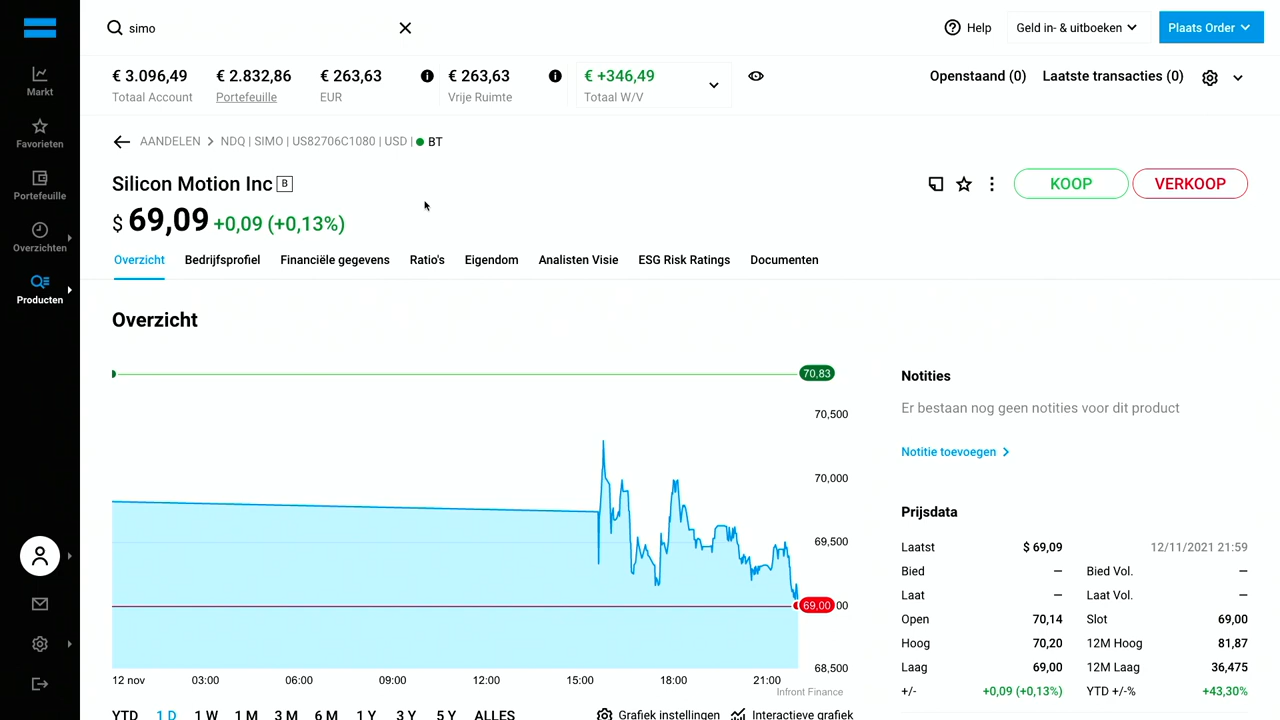 simo
Help
Geld in- & uitboeken
Plaats Order
€ 3.096,49
Totaal Account
€ 2.832,86
Portefeuille
€ 263,63
EUR
€ 263,63
Vrije Ruimte
€ +346,49
Totaal W/V
Openstaand (0)
Laatste transacties (0)
Markt
Favorieten
Portefeuille
Overzichten
Producten
AANDELEN > NDQ | SIMO | US82706C1080 | USD | BT
Silicon Motion Inc B
KOOP
VERKOOP
$ 69,09 +0,09 (+0,13%)
Overzicht Bedrijfsprofiel Financiële gegevens Ratio's Eigendom Analisten Visie ESG Risk Ratings Documenten
Overzicht
70,83
70,500
70,000
69,500
69,00 00
68,500
12 nov 03:00 06:00 09:00 12:00 15:00 18:00 21:00
Infront Finance
YTD 1 D 1 W 1 M 3 M 6 M 1 Y 3 Y 5 Y ALLES
Grafiek instellingen
Interactieve grafiek
Notities
Er bestaan nog geen notities voor dit product
Notitie toevoegen
Prijsdata
Laatst $ 69,09 12/11/2021 21:59
Bied – Bied Vol. –
Laat – Laat Vol. –
Open 70,14 Slot 69,00
Hoog 70,20 12M Hoog 81,87
Laag 69,00 12M Laag 36,475
+/- +0,09 (+0,13%) YTD +/-% +43,30%